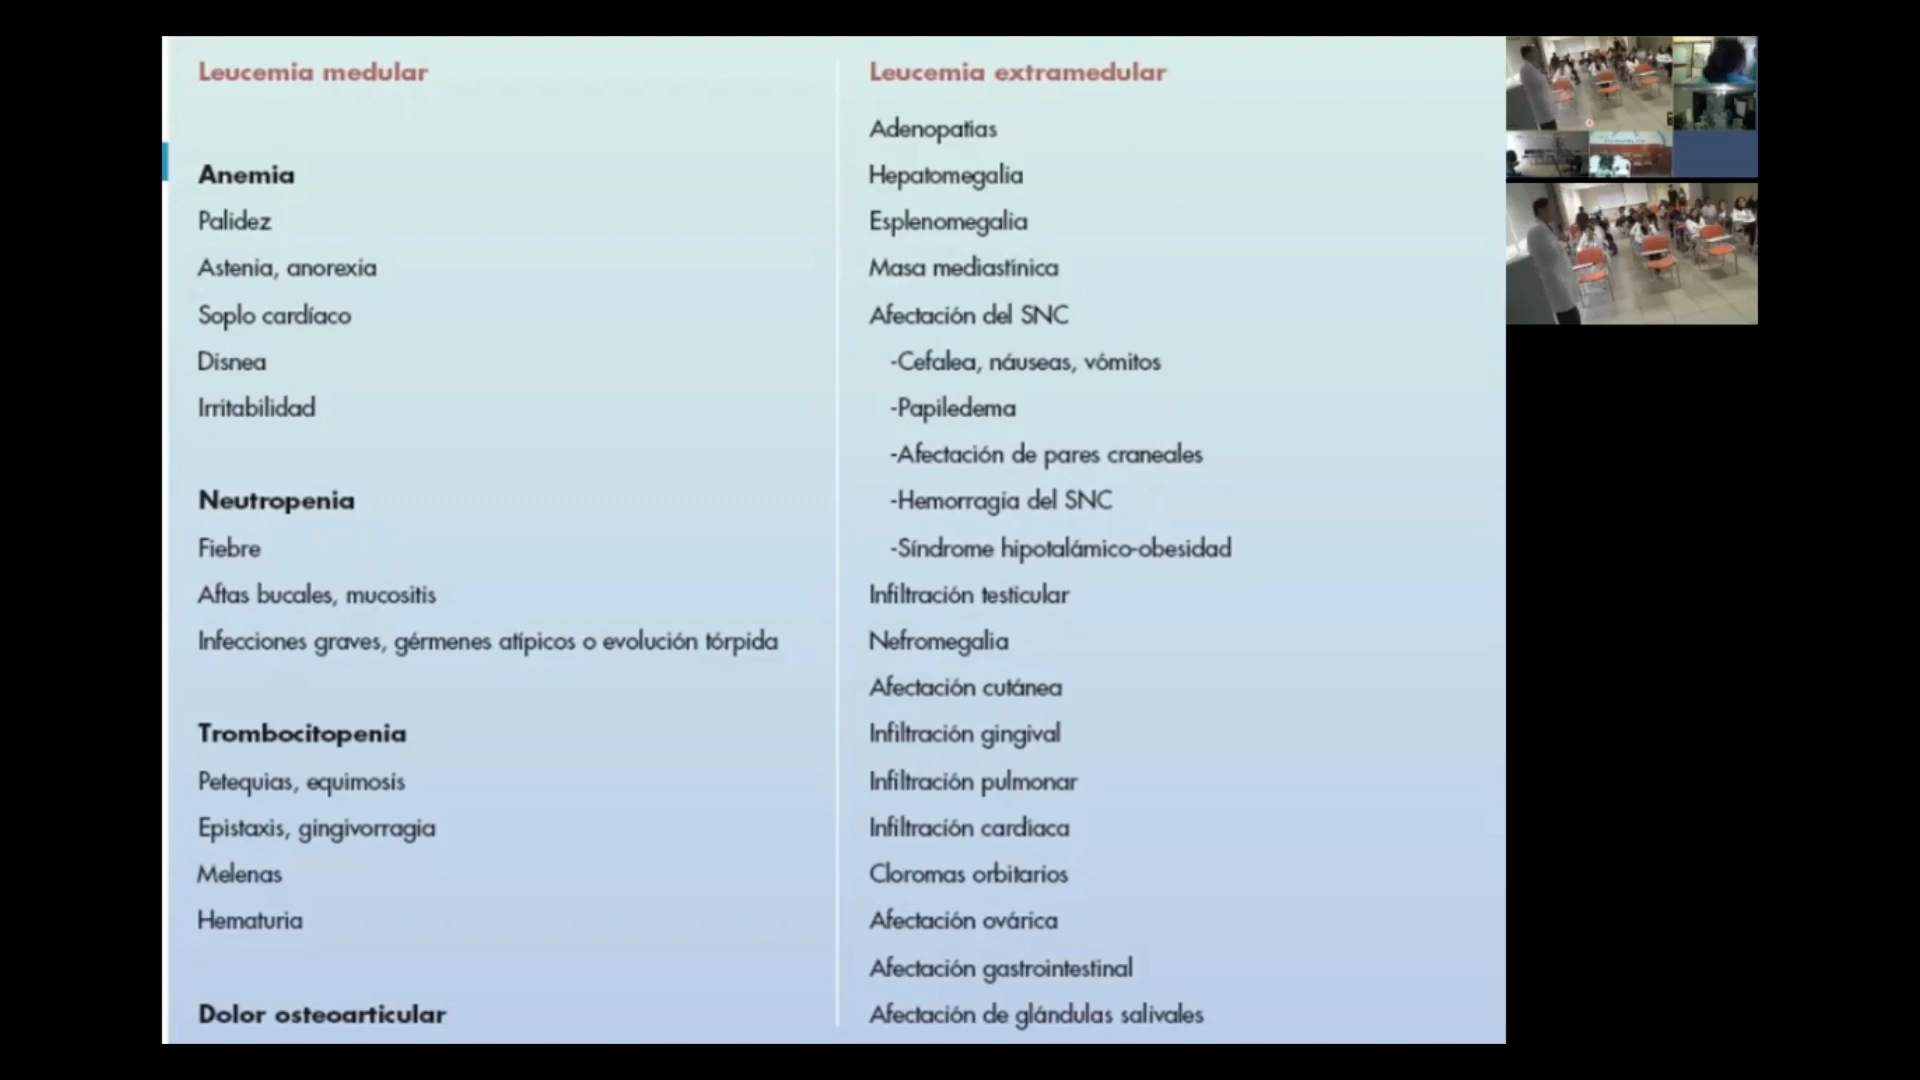 Leucemia medular
Anemia
Palidez
Astenia, anorexia
Soplo cardíaco
Disnea
Irritabilidad
Neutropenia
Fiebre
Aftas bucales, mucositis
Infecciones graves, gérmenes atípicos o evolución tórpida
Trombocitopenia
Petequias, equimosis
Epistaxis, gingivorragia
Melenas
Hematuria
Dolor osteoarticular
Leucemia extramedular
Adenopatías
Hepatomegalia
Esplenomegalia
Masa mediastínica
Afectación del SNC
-Cefalea, náuseas, vómitos
-Papiledema
-Afectación de pares craneales
-Hemorragia del SNC
-Síndrome hipotalámico-obesidad
Infiltración testicular
Nefromegalia
Afectación cutánea
Infiltración gingival
Infiltración pulmonar
Infiltración cardiaca
Cloromas orbitarios
Afectación ovárica
Afectación gastrointestinal
Afectación de glándulas salivales